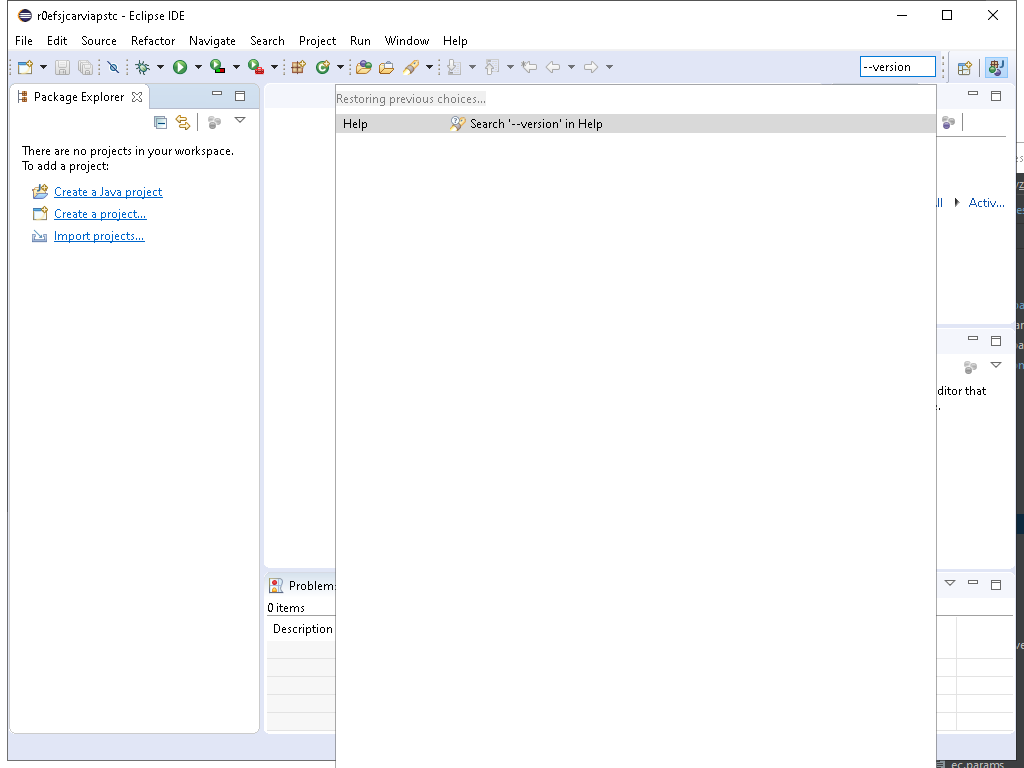 r0efsjcarviapstc - Eclipse IDE
File Edit Source Refactor Navigate Search Project Run Window Help
--version
Package Explorer
Restoring previous choices...
Help Search '--version' in Help
There are no projects in your workspace.
To add a project:
Create a Java project
Create a project...
Import projects...
Activ...
ditor that
Problem
0 items
Description
ec.params